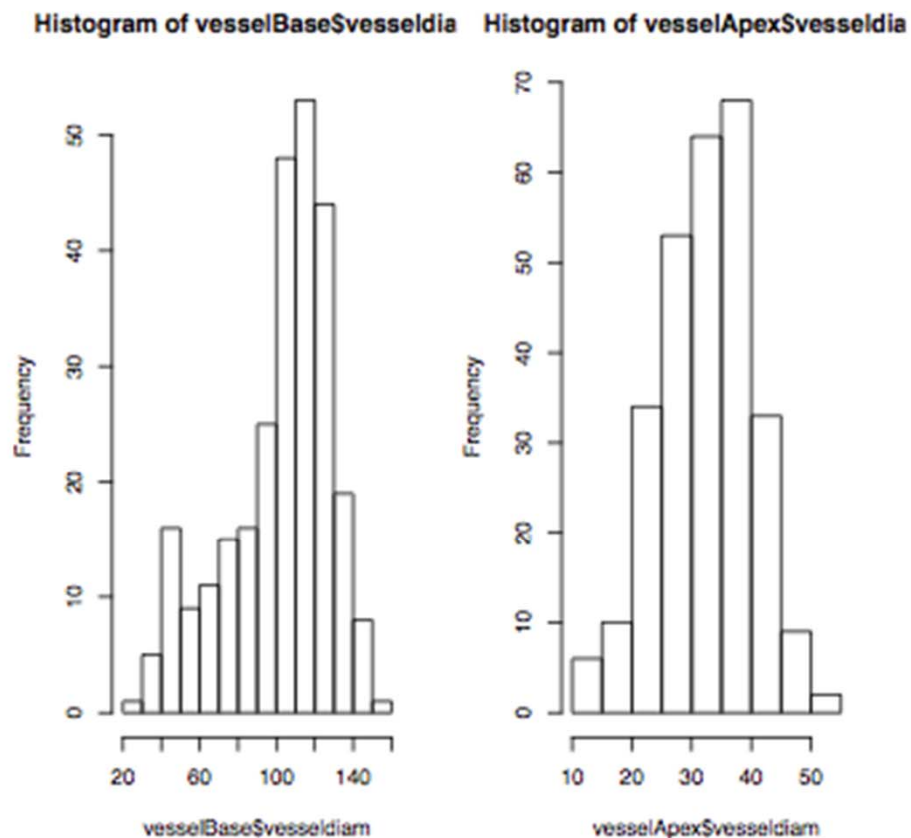 Histogram of vesselBase$vesseldia
Frequency
50
40
30
20
10
0
20 60 100 140
vesselBase$vesseldiam
Histogram of vesselApex$vesseldia
Frequency
70
60
50
40
30
20
10
0
10 20 30 40 50
vesselApex$vesseldiam